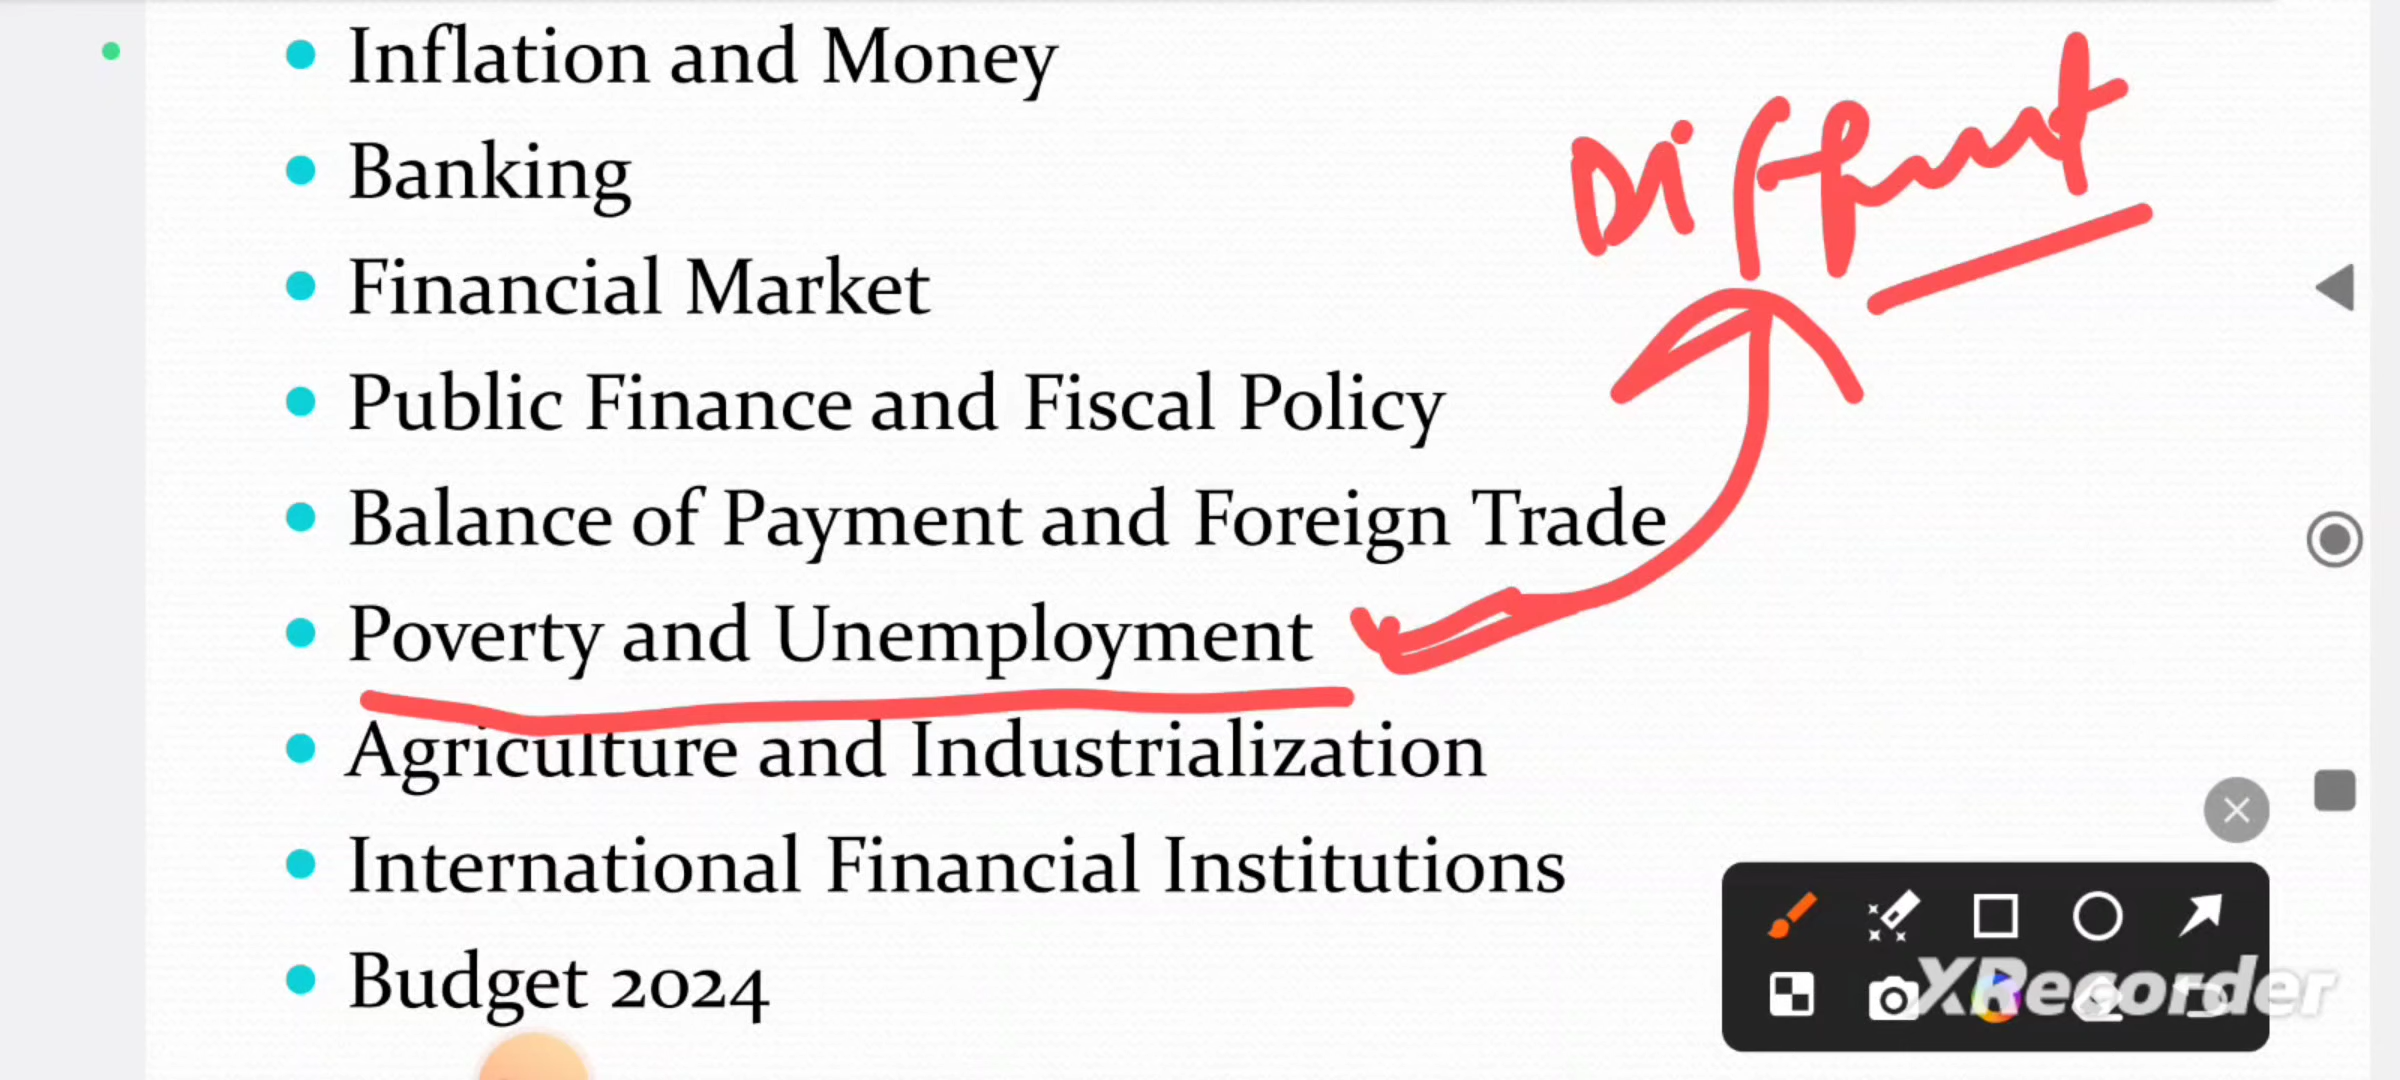 Inflation and Money
Banking
Financial Market
Public Finance and Fiscal Policy
Balance of Payment and Foreign Trade
Poverty and Unemployment
Agriculture and Industrialization
International Financial Institutions
Budget 2024
XRecorder